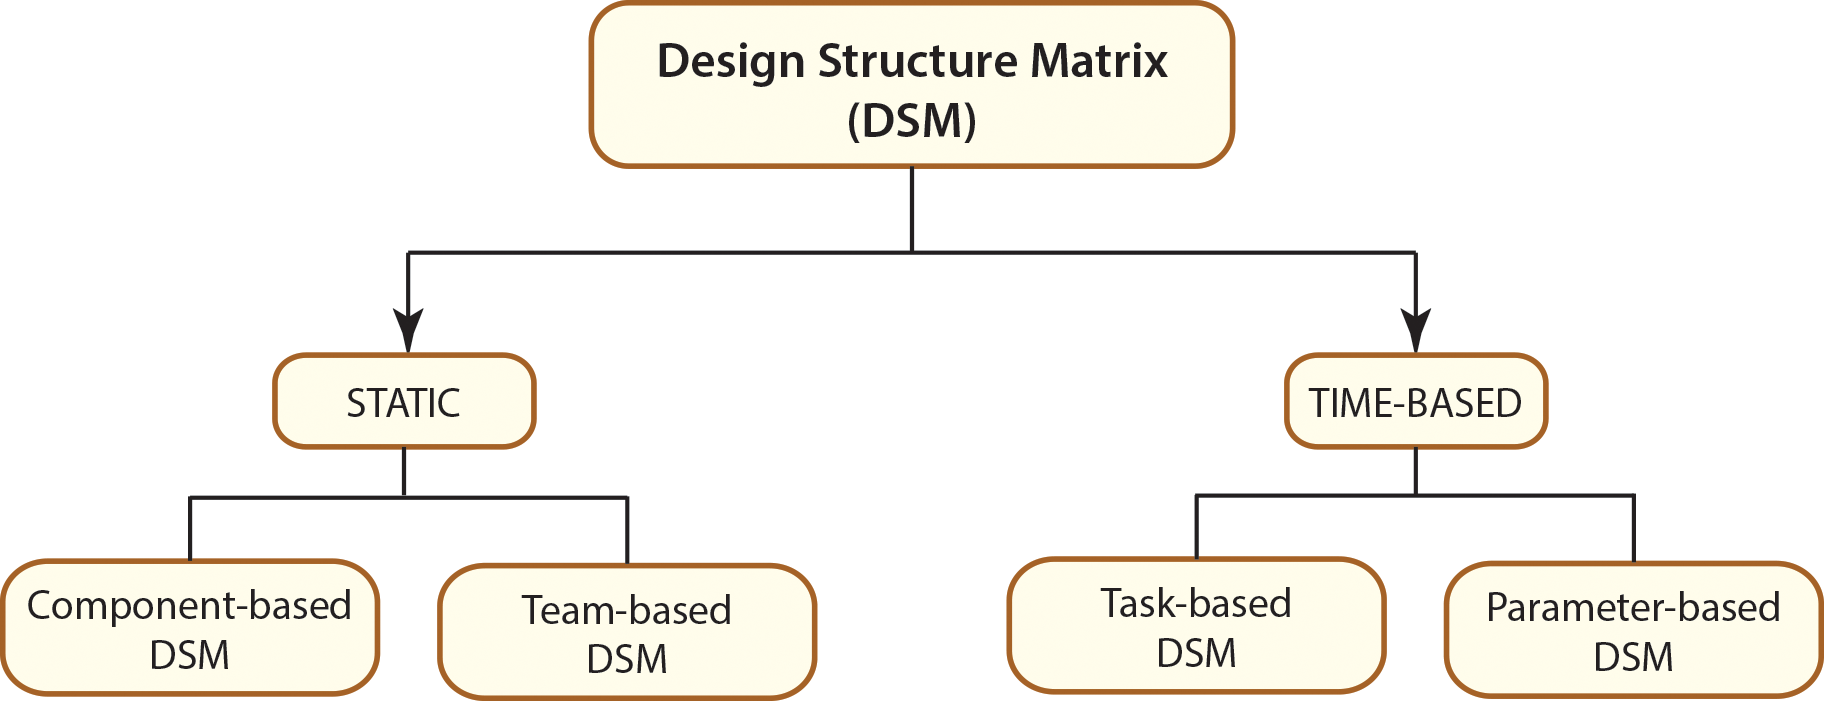 Design Structure Matrix
(DSM)
STATIC
TIME-BASED
Component-based
DSM
Team-based
DSM
Task-based
DSM
Parameter-based
DSM